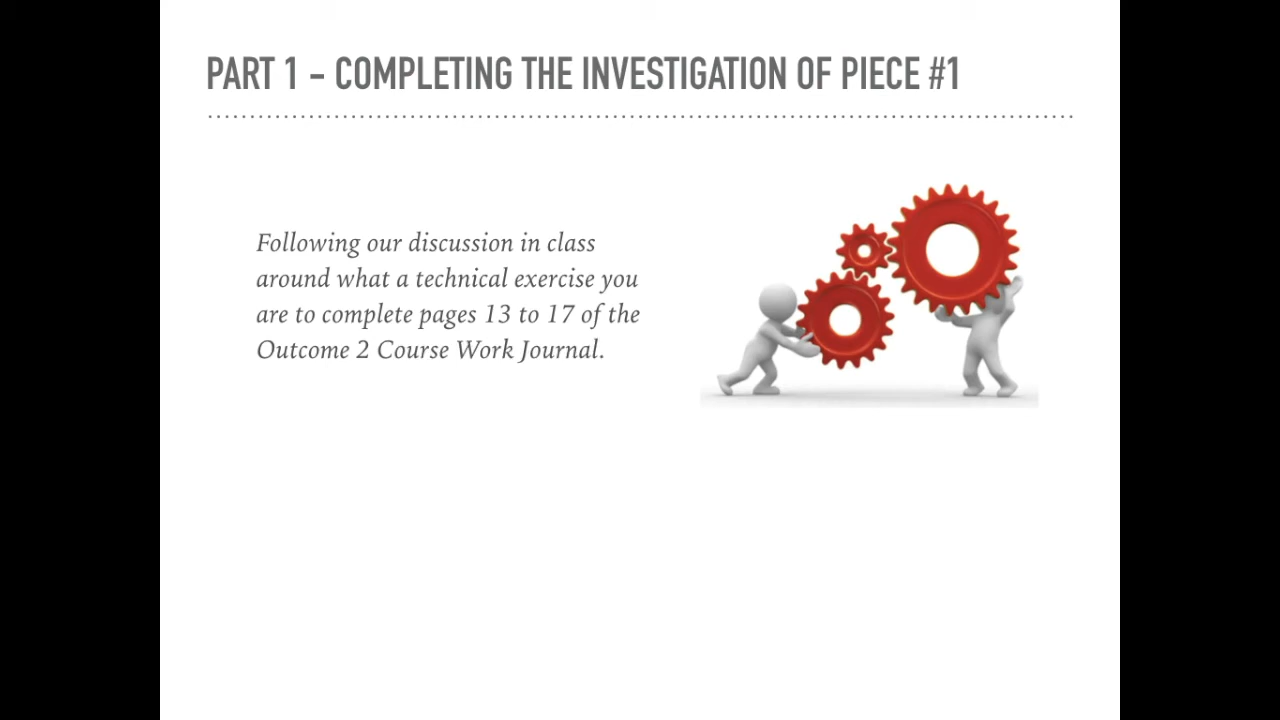 PART 1 – COMPLETING THE INVESTIGATION OF PIECE #1
Following our discussion in class
around what a technical exercise you
are to complete pages 13 to 17 of the
Outcome 2 Course Work Journal.